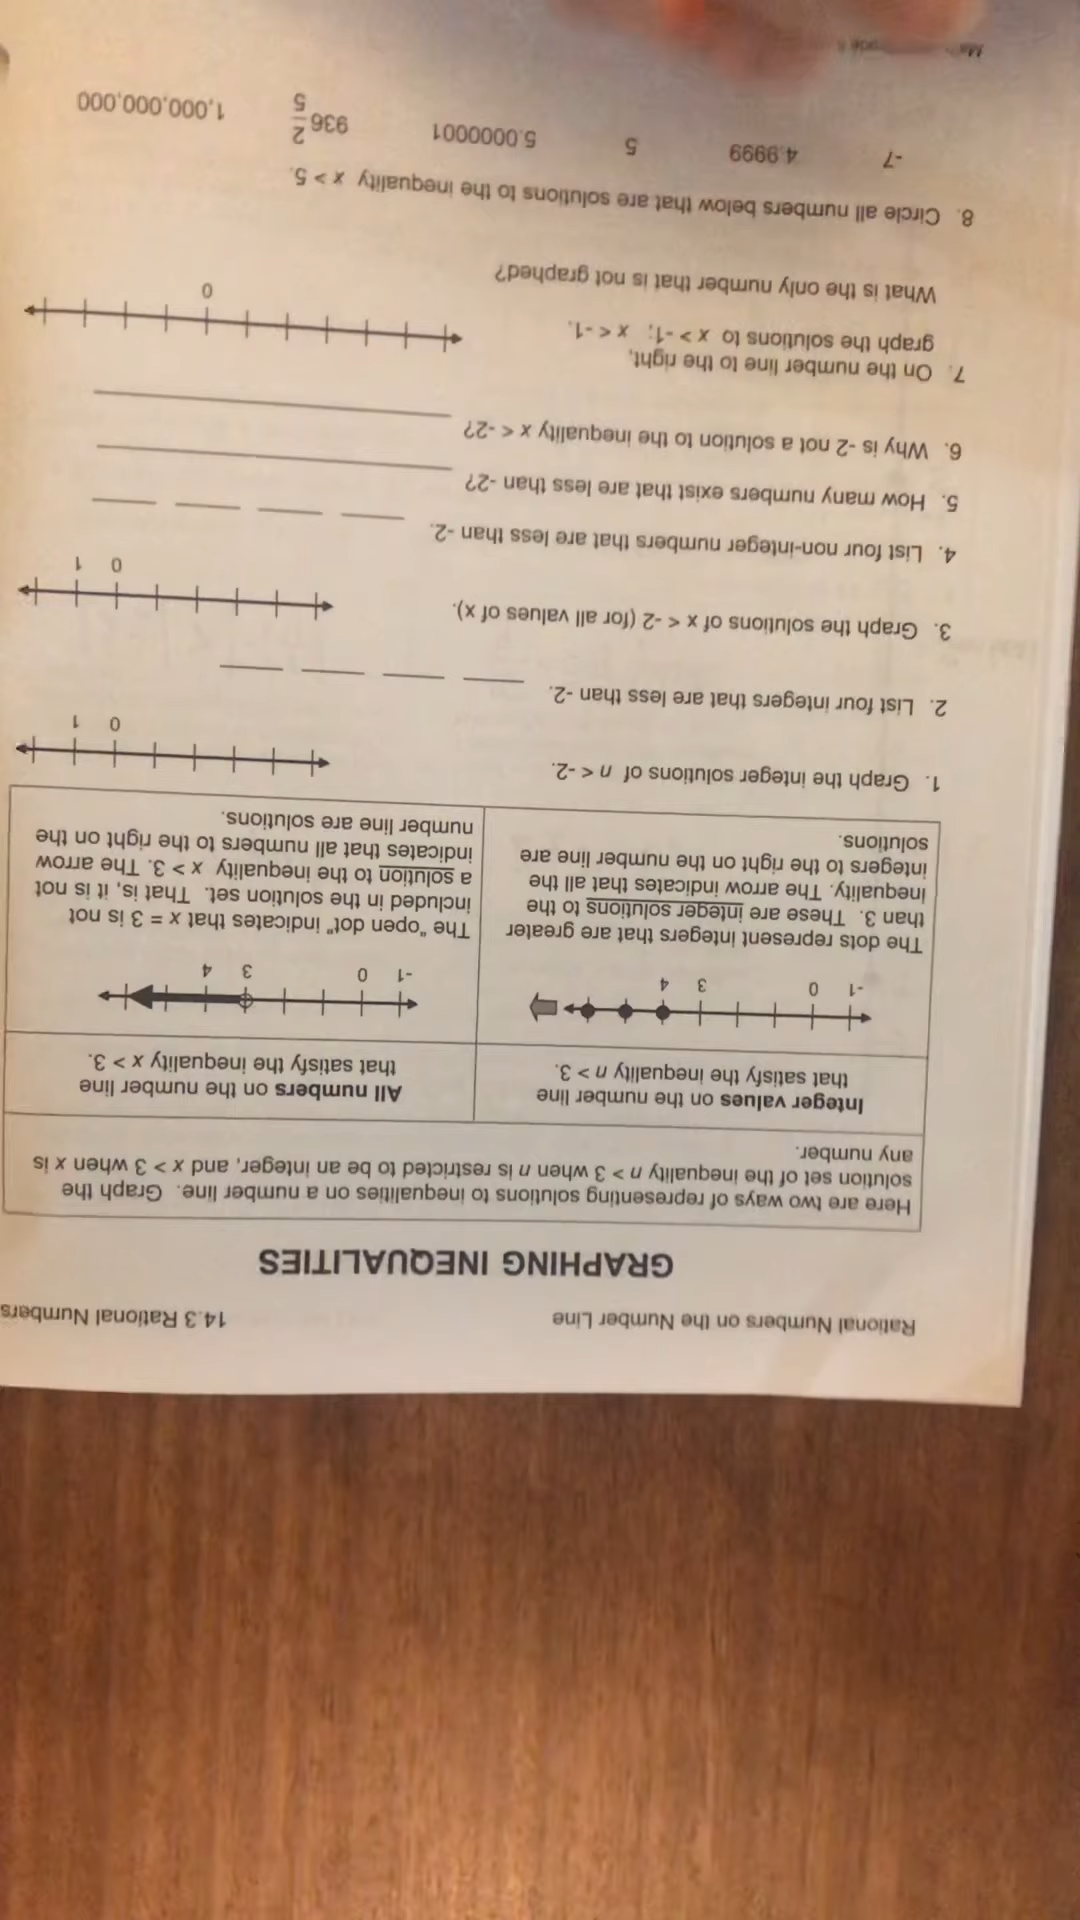 Rational Numbers on the Number Line 14.3 Rational Numbers
GRAPHING INEQUALITIES
Here are two ways of representing solutions to inequalities on a number line. Graph the
solution set of the inequality n > 3 when n is restricted to be an integer, and x > 3 when x is
any number.
Integer values on the number line
that satisfy the inequality n > 3.
All numbers on the number line
that satisfy the inequality x > 3.
-1 0 3 4
-1 0 3 4
The dots represent integers that are greater
than 3. These are integer solutions to the
inequality. The arrow indicates that all the
integers to the right on the number line are
solutions.
The "open dot" indicates that x = 3 is not
included in the solution set. That is, it is not
a solution to the inequality x > 3. The arrow
indicates that all numbers to the right on the
number line are solutions.
1. Graph the integer solutions of n < -2.
0 1
2. List four integers that are less than -2.
3. Graph the solutions of x < -2 (for all values of x).
0 1
4. List four non-integer numbers that are less than -2.
5. How many numbers exist that are less than -2?
6. Why is -2 not a solution to the inequality x < -2?
7. On the number line to the right,
graph the solutions to x > -1; x < -1.
0
What is the only number that is not graphed?
8. Circle all numbers below that are solutions to the inequality x > 5.
-7 4.9999 5 5.000001 936 2/5 1,000,000,000